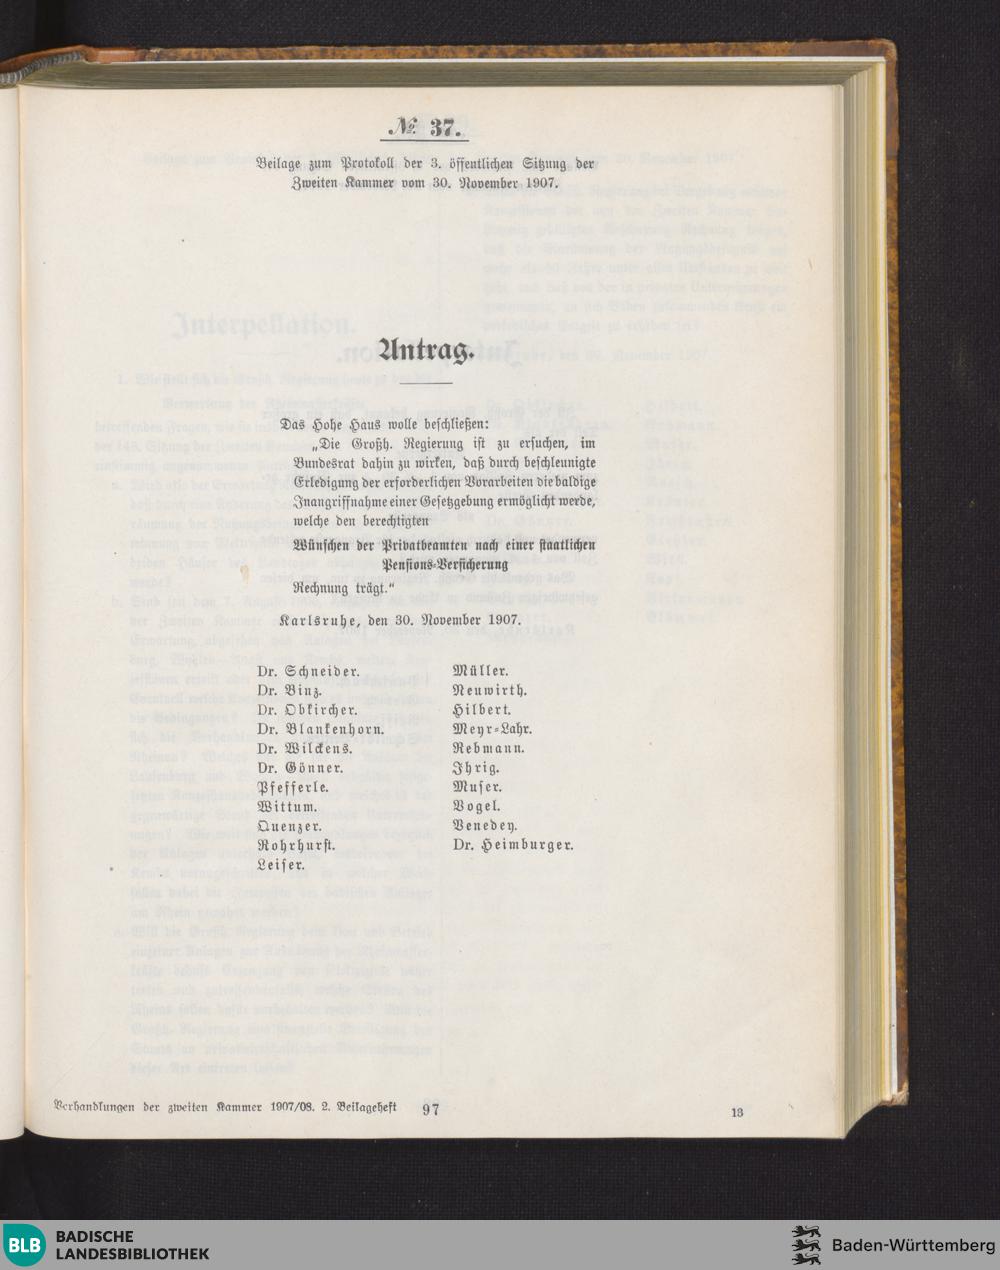 № 37.
Beilage zum Protokoll der 3. öffentlichen Sitzung der
Zweiten Kammer vom 30. November 1907.
Antrag.
Das Hohe Haus wolle beschließen:
„Die Großh. Regierung ist zu ersuchen, im
Bundesrat dahin zu wirken, daß durch beschleunigte
Erledigung der erforderlichen Vorarbeiten die baldige
Inangriffnahme einer Gesetzgebung ermöglicht werde,
welche den berechtigten
Wünschen der Privatbeamten nach einer staatlichen
Pensions-Versicherung
Rechnung trägt.“
Karlsruhe, den 30. November 1907.
Dr. Schneider.
Dr. Binz.
Dr. Obkircher.
Dr. Blankenhorn.
Dr. Wilckens.
Dr. Gönner.
Pfefferle.
Wittum.
Quenzer.
Rohrhurst.
Leiser.
Müller.
Neuwirth.
Hilbert.
Meyr-Lahr.
Rebmann.
Ihrig.
Muser.
Vogel.
Venedey.
Dr. Heimburger.
Verhandlungen der zweiten Kammer 1907/08. 2. Beilageheft
97
13
BLB BADISCHE
LANDESBIBLIOTHEK
Baden-Württemberg